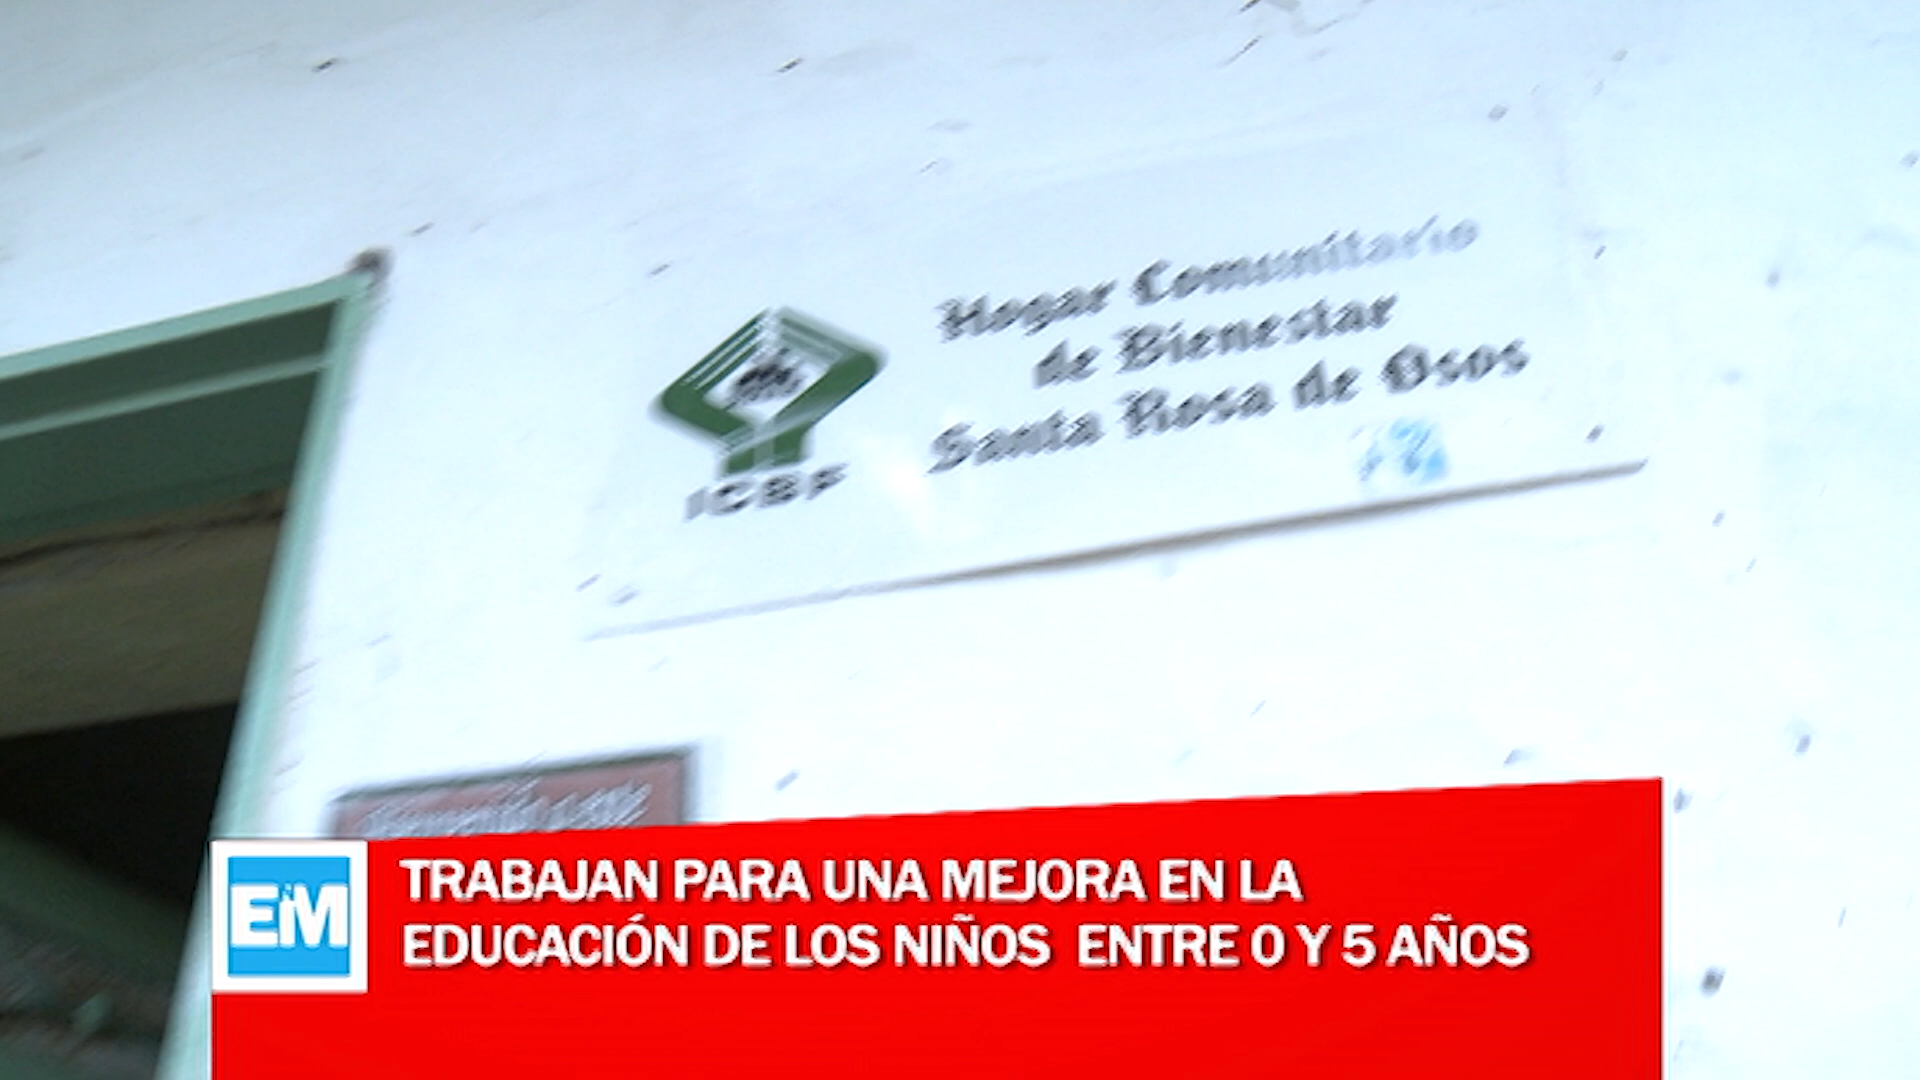 Hogar Comunitario
de Bienestar
Santa Rosa de Osos
ICBF
EM
TRABAJAN PARA UNA MEJORA EN LA
EDUCACIÓN DE LOS NIÑOS ENTRE 0 Y 5 AÑOS